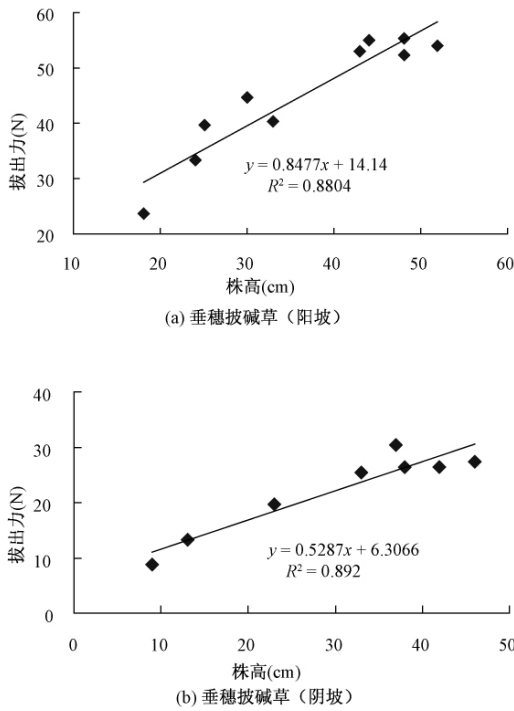 60
50
40
30
20
拔出力(N)
y = 0.8477x + 14.14
R² = 0.8804
10 20 30 40 50 60
株高(cm)
(a) 垂穗披碱草（阳坡）
40
30
20
10
0
拔出力(N)
y = 0.5287x + 6.3066
R² = 0.892
0 10 20 30 40 50
株高(cm)
(b) 垂穗披碱草（阴坡）